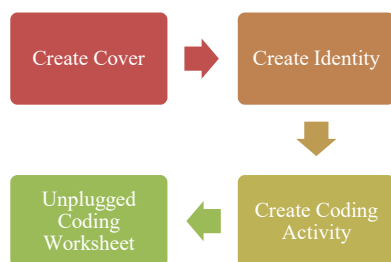 Create Cover
Create Identity
Create Coding
Activity
Unplugged
Coding
Worksheet